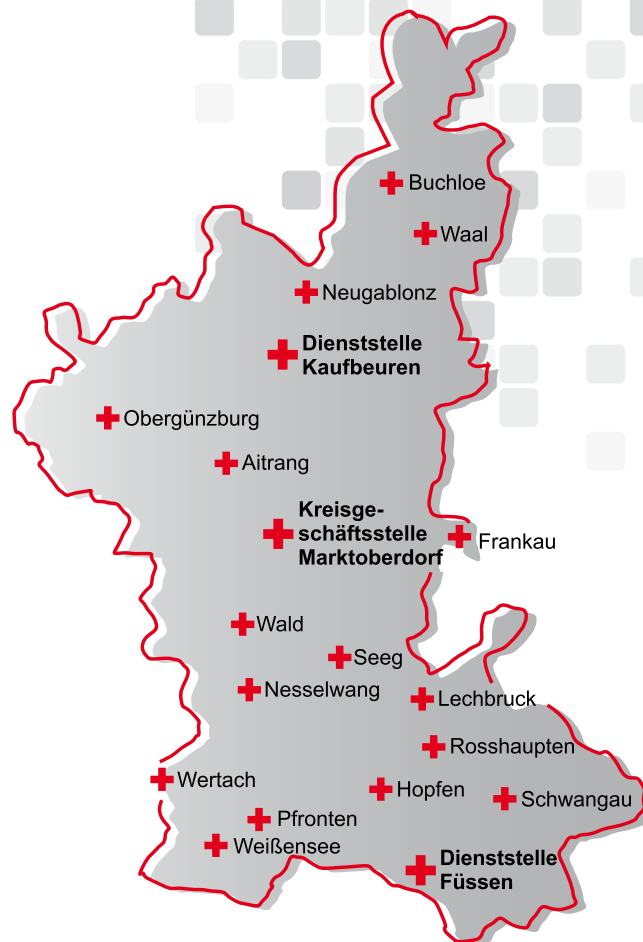 Buchloe
Waal
Neugablonz
Dienststelle
Kaufbeuren
Obergünzburg
Aitrang
Kreisge-
schäftsstelle
Marktoberdorf
Frankau
Wald
Seeg
Nesselwang
Lechbruck
Rosshaupten
Wertach
Hopfen
Schwangau
Pfronten
Weißensee
Dienststelle
Füssen